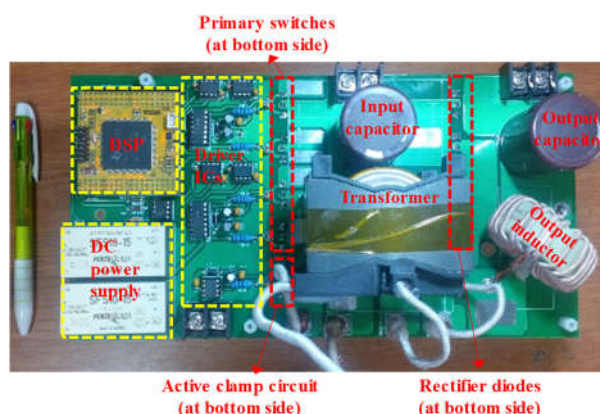 Primary switches
(at bottom side)
DSP
Driver
ICs
Input
capacitor
Output
capacitor
Transformer
Output
inductor
DC
power
supply
Active clamp circuit
(at bottom side)
Rectifier diodes
(at bottom side)